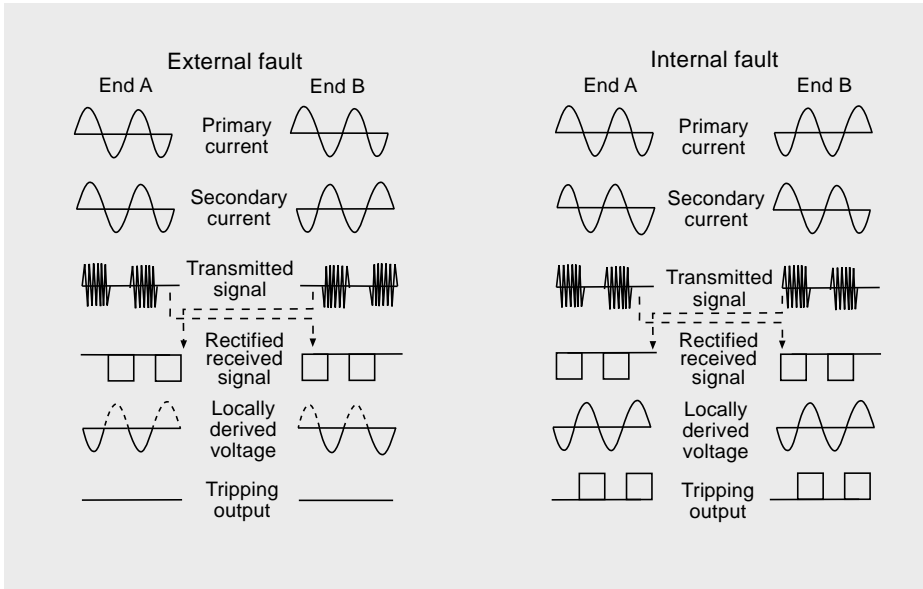 External fault
End A
End B
Primary
current
Secondary
current
Transmitted
signal
Rectified
received
signal
Locally
derived
voltage
Tripping
output
Internal fault
End A
End B
Primary
current
Secondary
current
Transmitted
signal
Rectified
received
signal
Locally
derived
voltage
Tripping
output